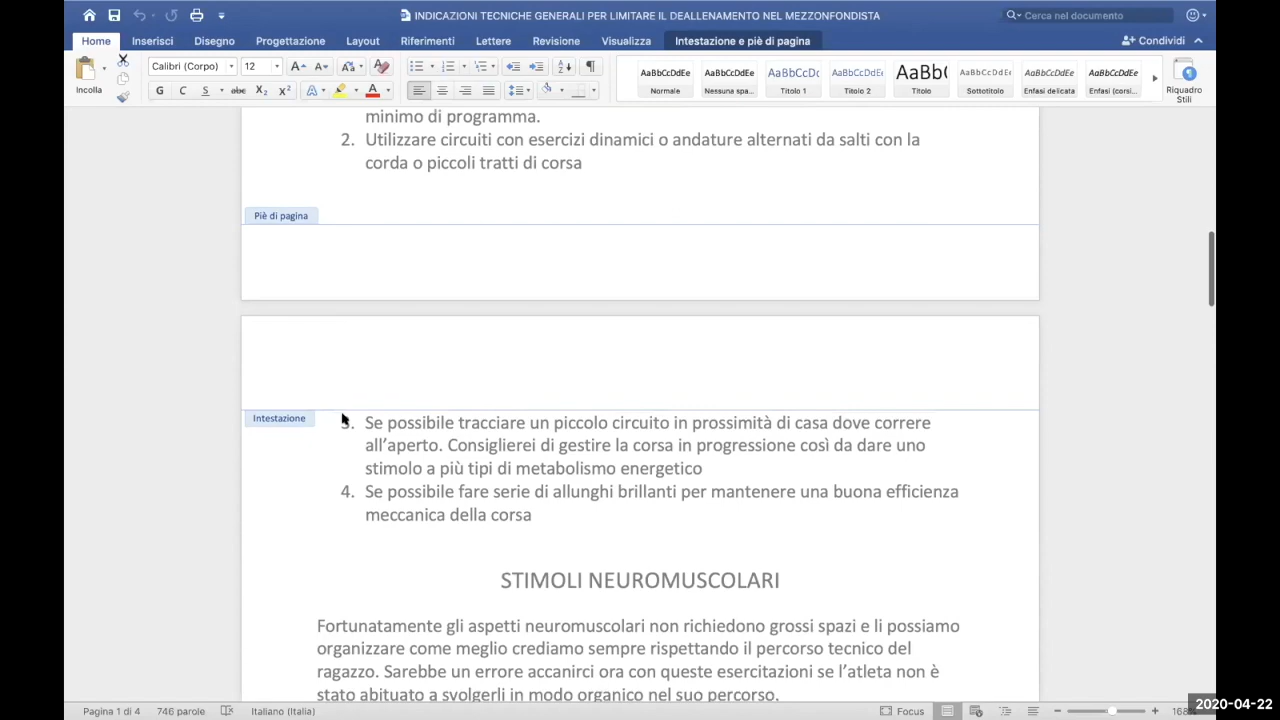 INDICAZIONI TECNICHE GENERALI PER LIMITARE IL DEALLENAMENTO NEL MEZZONFONDISTA
Cerca nel documento
Home Inserisci Disegno Progettazione Layout Riferimenti Lettere Revisione Visualizza Intestazione e piè di pagina Condividi
Incolla
Calibri (Corpo) 12
G C S abc X₂ X²
AaBbCcDdEe AaBbCcDdEe AaBbCcD AaBbCcDdEe AaBb( AaBbCcDdEe AaBbCcDdEe AaBbCcDdEe
Normale Nessuna spa... Titolo 1 Titolo 2 Titolo Sottotitolo Enfasi delicata Enfasi (corsi...
Riquadro
Stili
minimo di programma.
2. Utilizzare circuiti con esercizi dinamici o andature alternati da salti con la
corda o piccoli tratti di corsa
Piè di pagina
Intestazione
3. Se possibile tracciare un piccolo circuito in prossimità di casa dove correre
all’aperto. Consiglierei di gestire la corsa in progressione così da dare uno
stimolo a più tipi di metabolismo energetico
4. Se possibile fare serie di allunghi brillanti per mantenere una buona efficienza
meccanica della corsa
STIMOLI NEUROMUSCOLARI
Fortunatamente gli aspetti neuromuscolari non richiedono grossi spazi e li possiamo
organizzare come meglio crediamo sempre rispettando il percorso tecnico del
ragazzo. Sarebbe un errore accanirci ora con queste esercitazioni se l’atleta non è
stato abituato a svolgerli in modo organico nel suo percorso.
Pagina 1 di 4 746 parole Italiano (Italia) Focus
2020-04-22